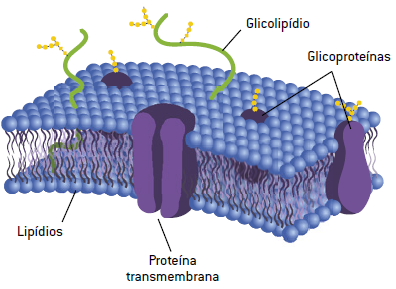 Glicolipídio
Glicoproteínas
Lipídios
Proteína
transmembrana